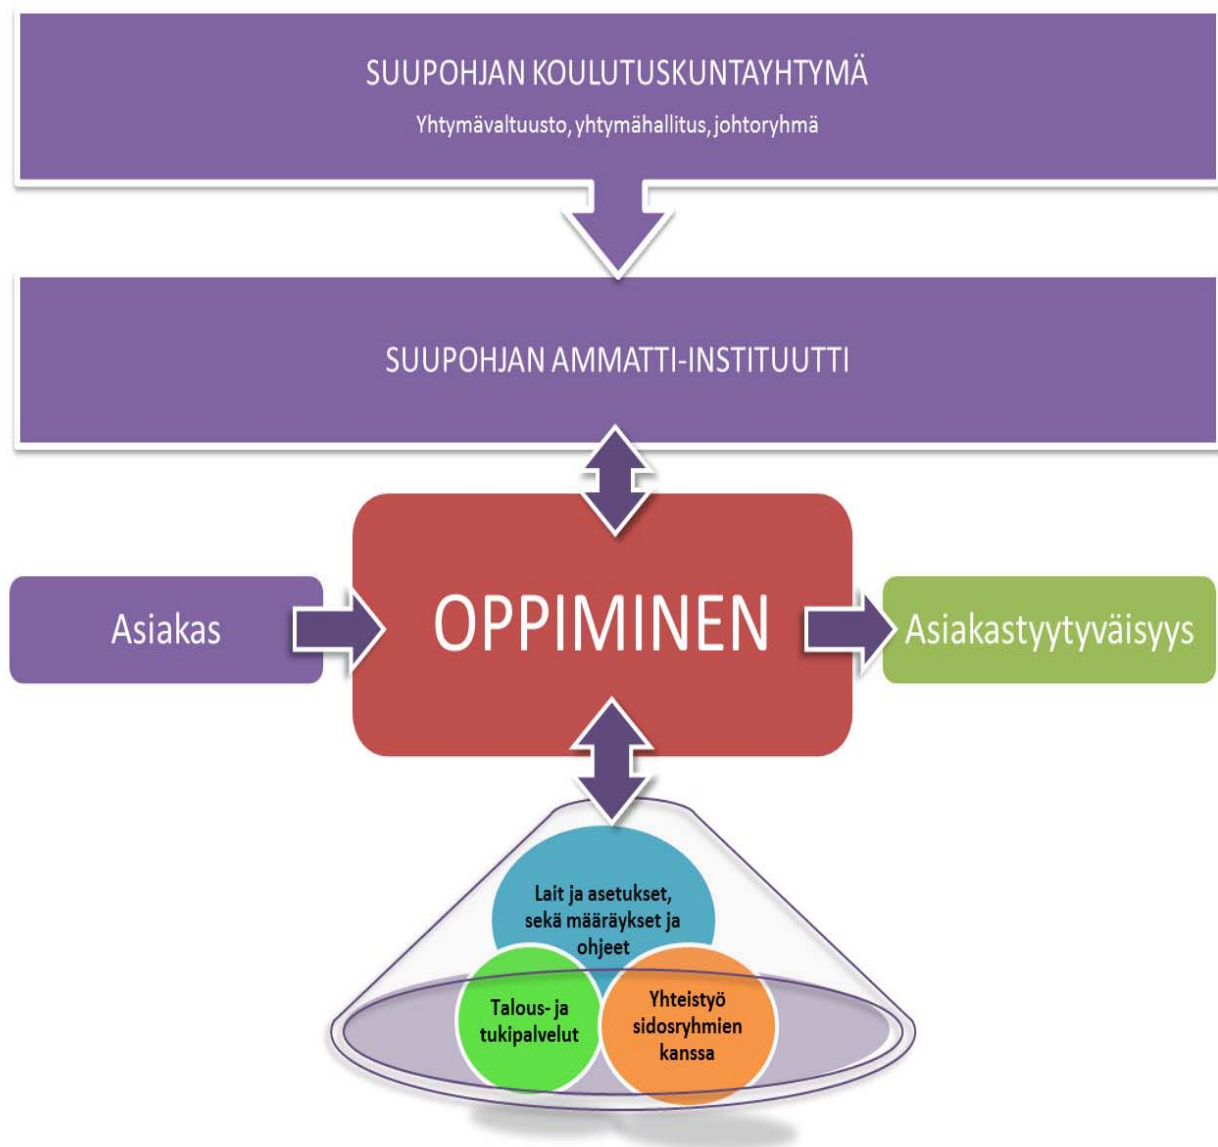 SUUPOHJAN KOULUTUSKUNTAYHTYMÄ
Yhtymävaltuusto, yhtymähallitus, johtoryhmä
SUUPOHJAN AMMATTI-INSTITUUTTI
Asiakas
OPPIMINEN
Asiakastyytyväisyys
Lait ja asetukset,
sekä määräykset ja
ohjeet
Talous- ja
tukipalvelut
Yhteistyö
sidosryhmien
kanssa